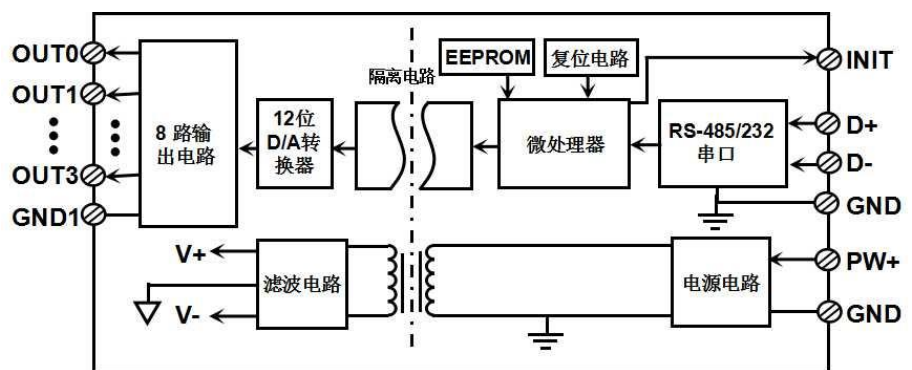 OUT0
OUT1
OUT3
GND1
8 路输
出电路
12位
D/A转
换器
隔离电路
EEPROM
复位电路
微处理器
RS-485/232
串口
INIT
D+
D-
GND
PW+
GND
V+
V-
滤波电路
电源电路